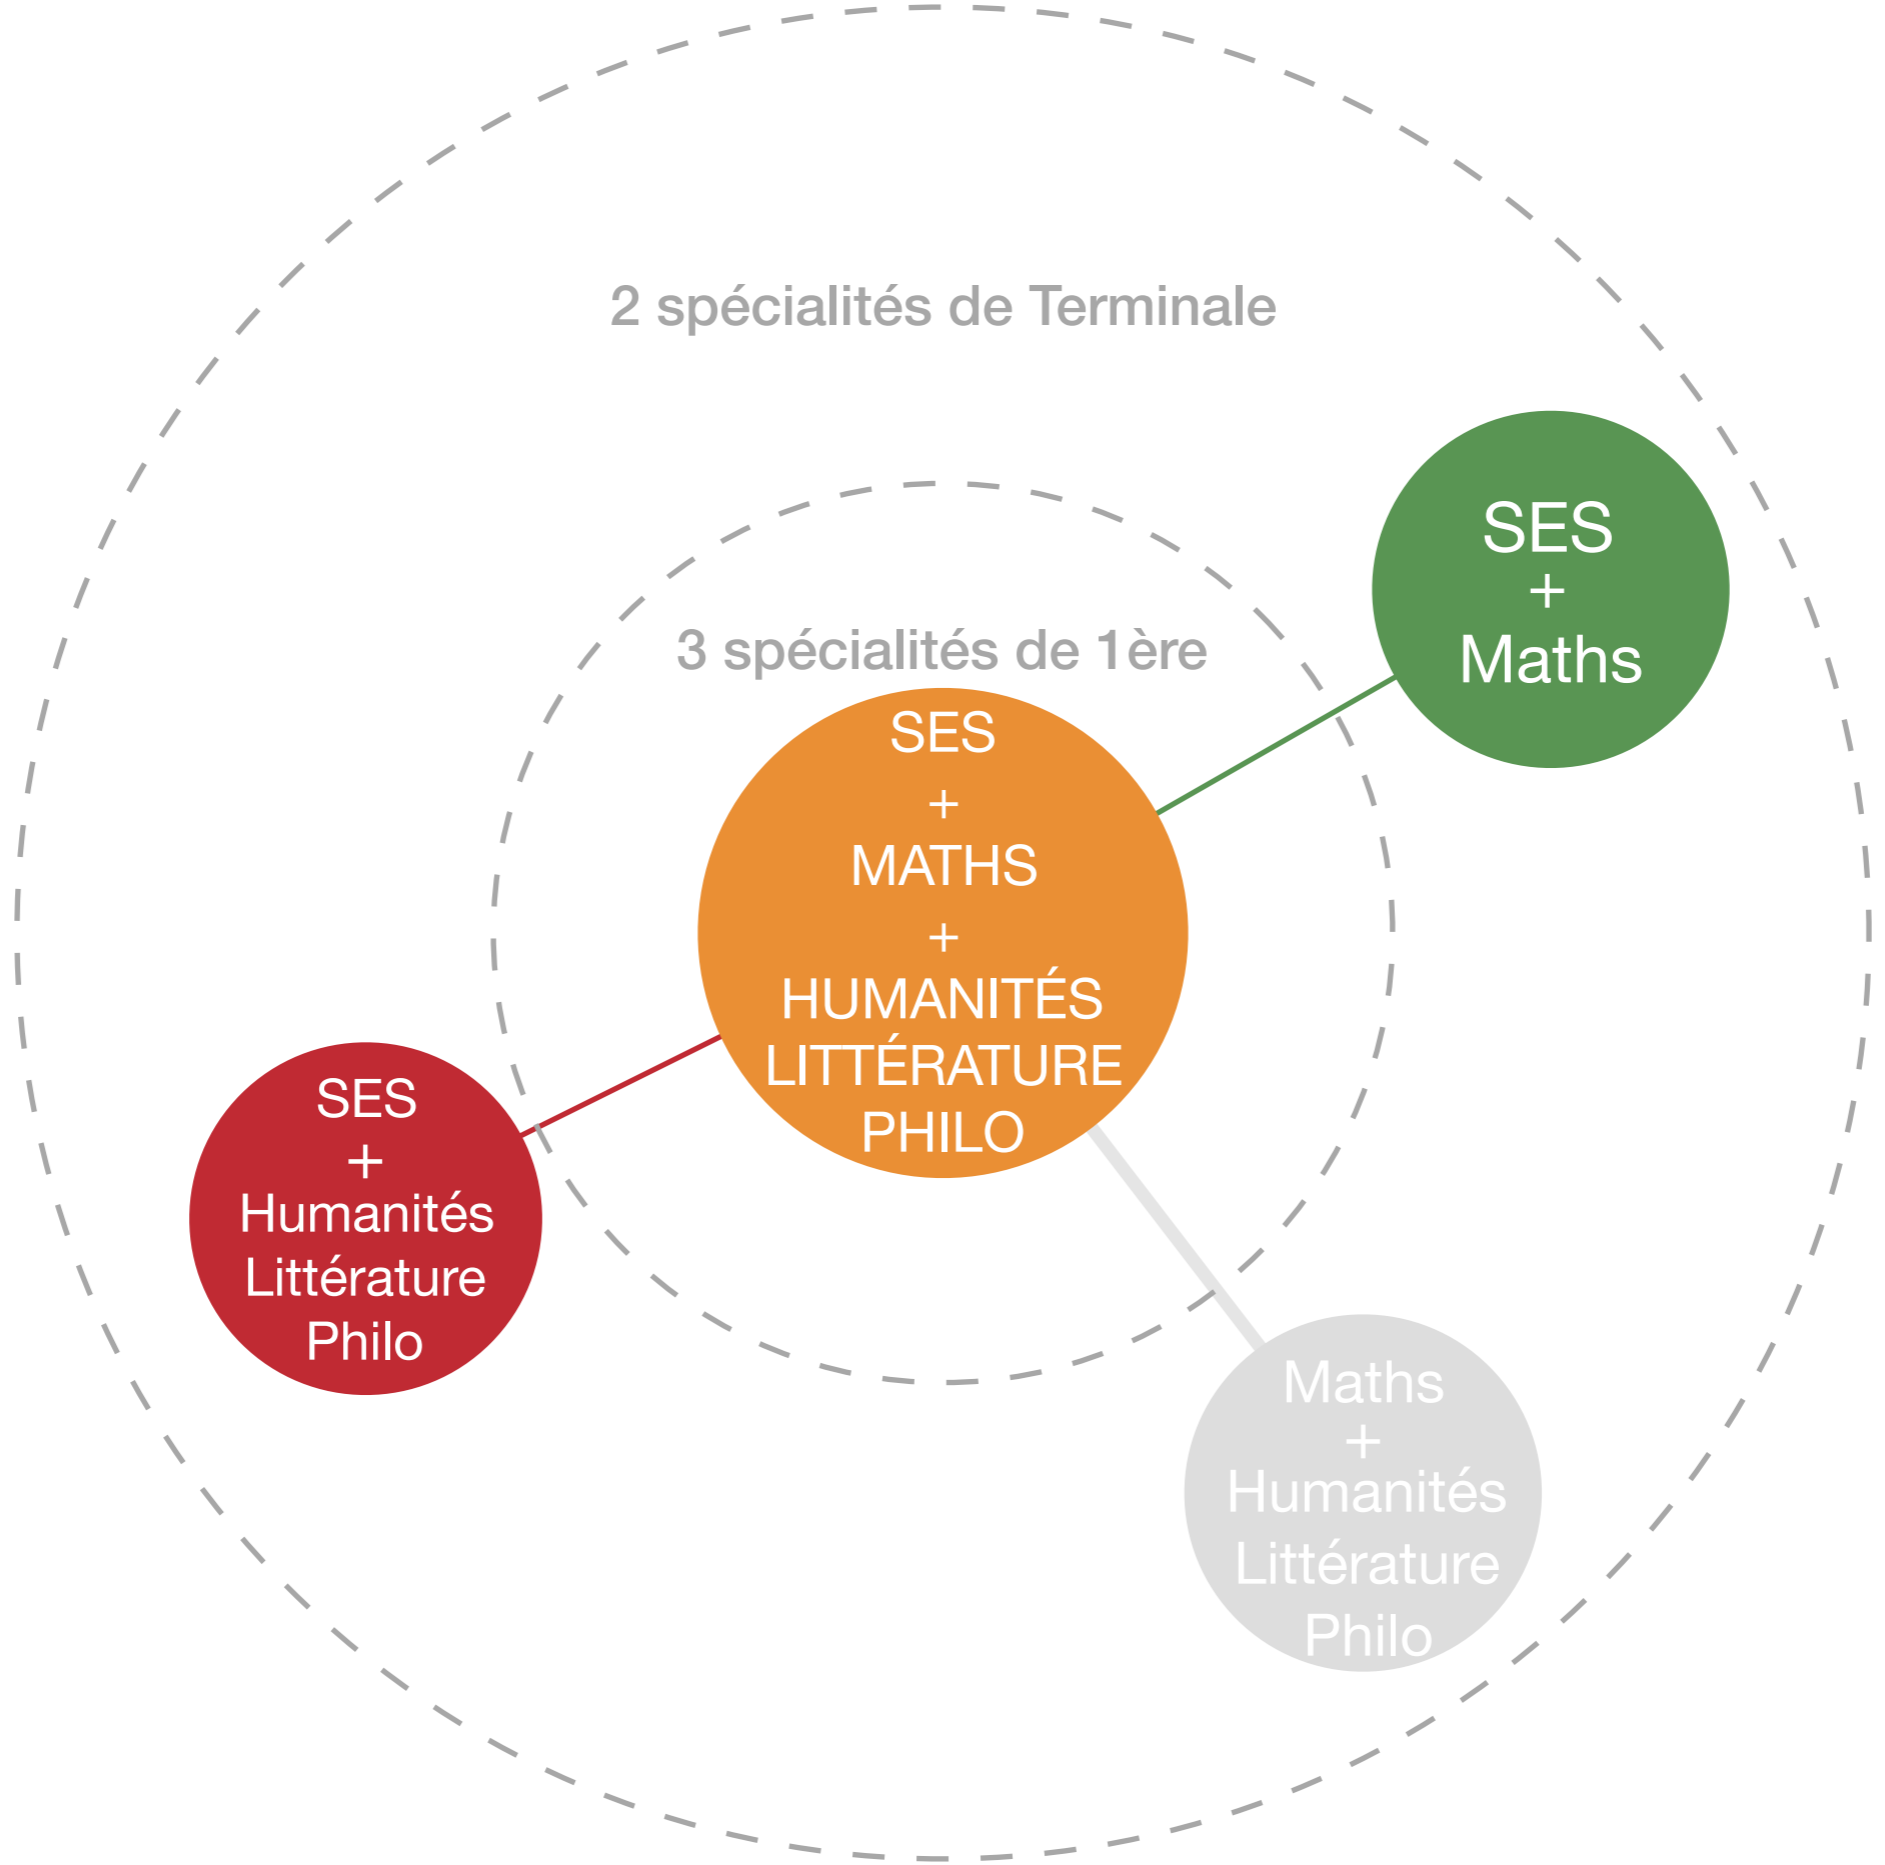 2 spécialités de Terminale
SES
+
Maths
3 spécialités de 1ère
SES
+
MATHS
+
HUMANITÉS
LITTÉRATURE
PHILO
SES
+
Humanités
Littérature
Philo
Maths
+
Humanités
Littérature
Philo